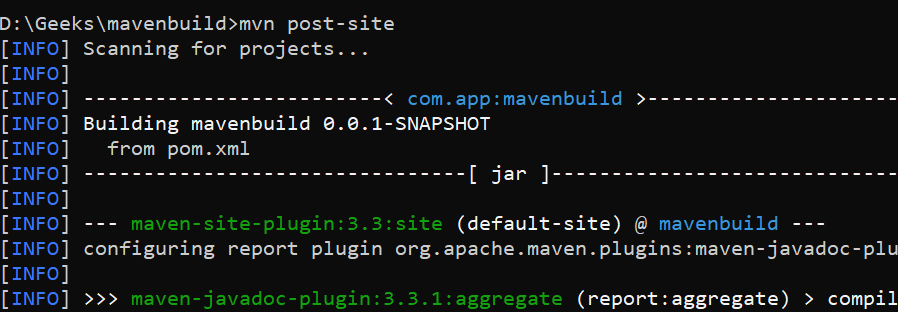 D:\Geeks\mavenbuild>mvn post-site
[INFO] Scanning for projects...
[INFO]
[INFO] -------------------------< com.app:mavenbuild >---------------------
[INFO] Building mavenbuild 0.0.1-SNAPSHOT
[INFO]   from pom.xml
[INFO] --------------------------------[ jar ]-----------------------------
[INFO]
[INFO] --- maven-site-plugin:3.3:site (default-site) @ mavenbuild ---
[INFO] configuring report plugin org.apache.maven.plugins:maven-javadoc-plu
[INFO]
[INFO] >>> maven-javadoc-plugin:3.3.1:aggregate (report:aggregate) > compil